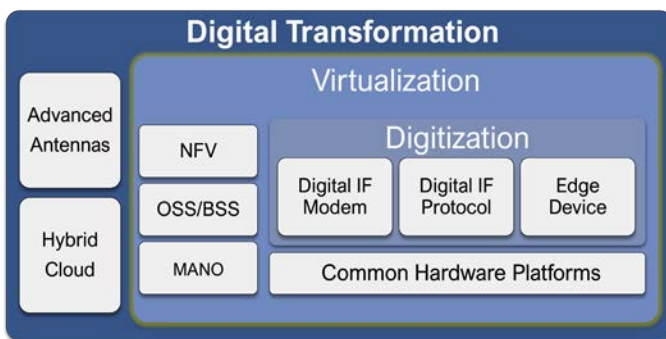 Digital Transformation
Advanced
Antennas
Hybrid
Cloud
Virtualization
NFV
OSS/BSS
MANO
Digitization
Digital IF
Modem
Digital IF
Protocol
Edge
Device
Common Hardware Platforms